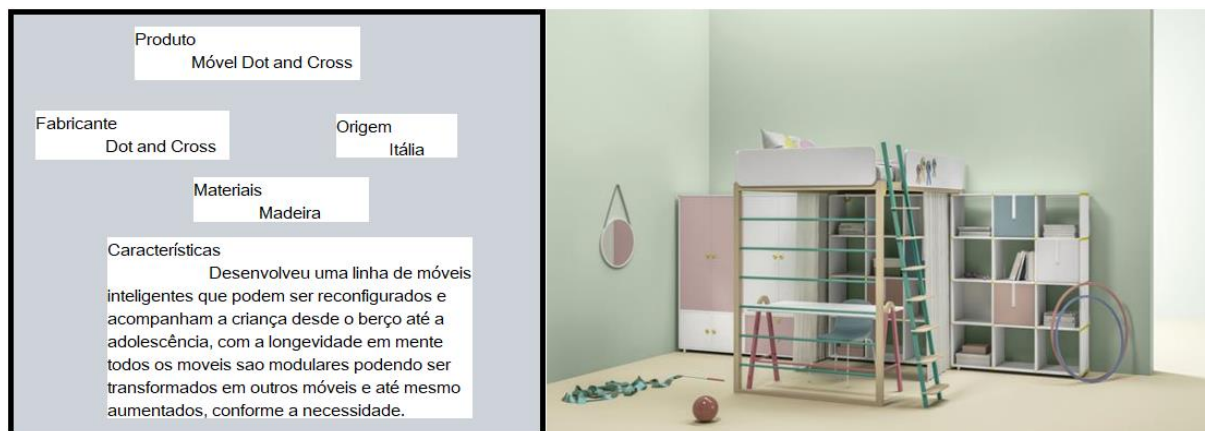 Produto
Móvel Dot and Cross
Fabricante
Dot and Cross
Origem
Itália
Materiais
Madeira
Características
Desenvolveu uma linha de móveis
inteligentes que podem ser reconfigurados e
acompanham a criança desde o berço até a
adolescência, com a longevidade em mente
todos os moveis sao modulares podendo ser
transformados em outros móveis e até mesmo
aumentados, conforme a necessidade.